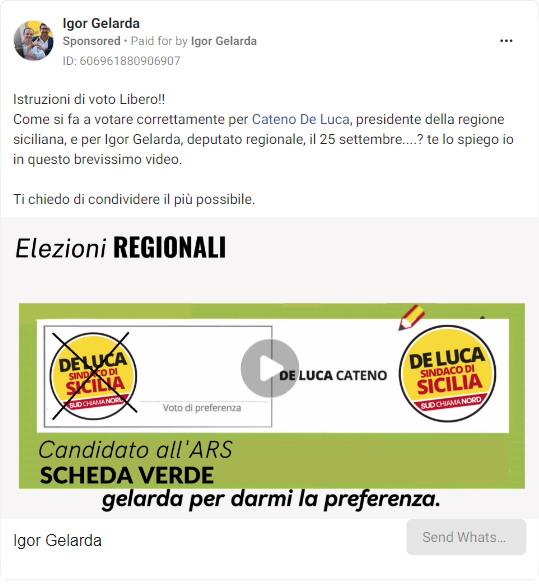 Igor Gelarda
Sponsored • Paid for by Igor Gelarda
ID: 606961880906907
Istruzioni di voto Libero!!
Come si fa a votare correttamente per Cateno De Luca, presidente della regione
siciliana, e per Igor Gelarda, deputato regionale, il 25 settembre....? te lo spiego io
in questo brevissimo video.
Ti chiedo di condividere il più possibile.
Elezioni REGIONALI
DE LUCA
SINDACO DI
SICILIA
SUD CHIAMA NORD
Voto di preferenza
DE LUCA CATENO
DE LUCA
SINDACO DI
SICILIA
SUD CHIAMA NORD
Candidato all'ARS
SCHEDA VERDE
gelarda per darmi la preferenza.
Igor Gelarda
Send Whats...